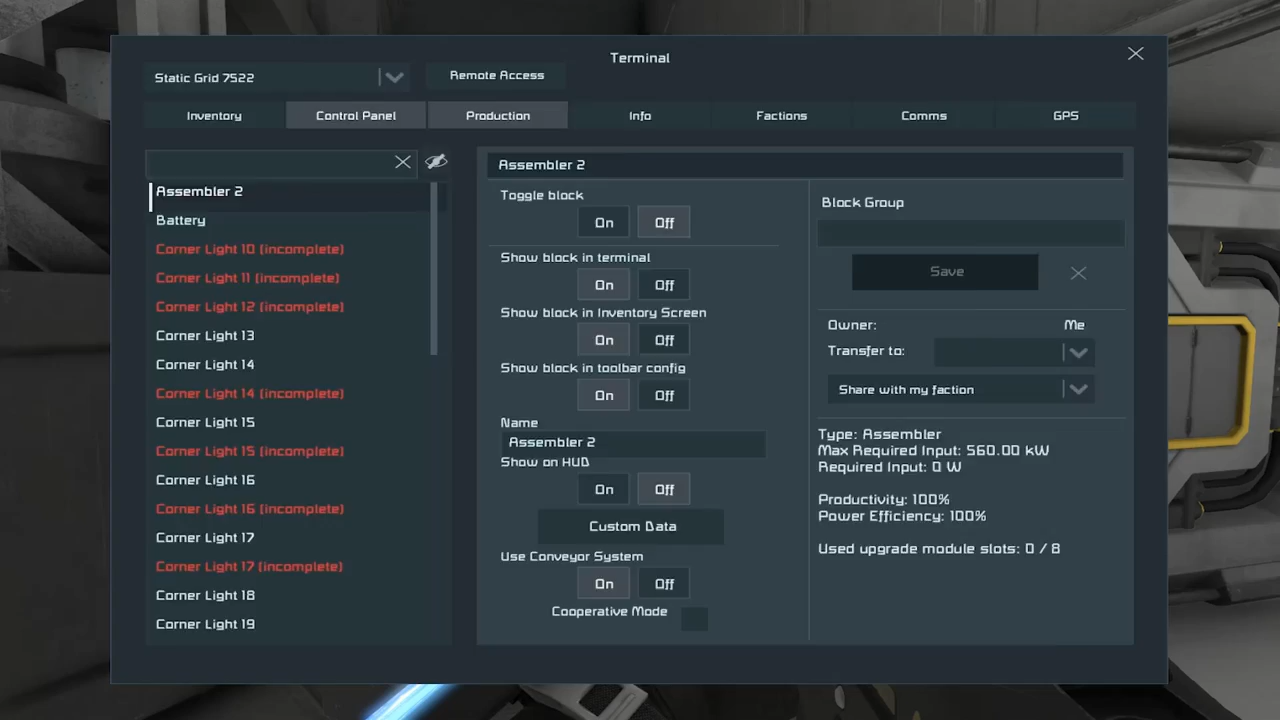 Terminal
Static Grid 7522
Remote Access
Inventory
Control Panel
Production
Info
Factions
Comms
GPS
Assembler 2
Battery
Corner Light 10 (incomplete)
Corner Light 11 (incomplete)
Corner Light 12 (incomplete)
Corner Light 13
Corner Light 14
Corner Light 14 (incomplete)
Corner Light 15
Corner Light 15 (incomplete)
Corner Light 16
Corner Light 16 (incomplete)
Corner Light 17
Corner Light 17 (incomplete)
Corner Light 18
Corner Light 19
Assembler 2
Toggle block
On Off
Show block in terminal
On Off
Show block in Inventory Screen
On Off
Show block in toolbar config
On Off
Name
Assembler 2
Show on HUD
On Off
Custom Data
Use Conveyor System
On Off
Cooperative Mode
Block Group
Save
Owner: Me
Transfer to:
Share with my faction
Type: Assembler
Max Required Input: 560.00 kW
Required Input: 0 W
Productivity: 100%
Power Efficiency: 100%
Used upgrade module slots: 0 / 8